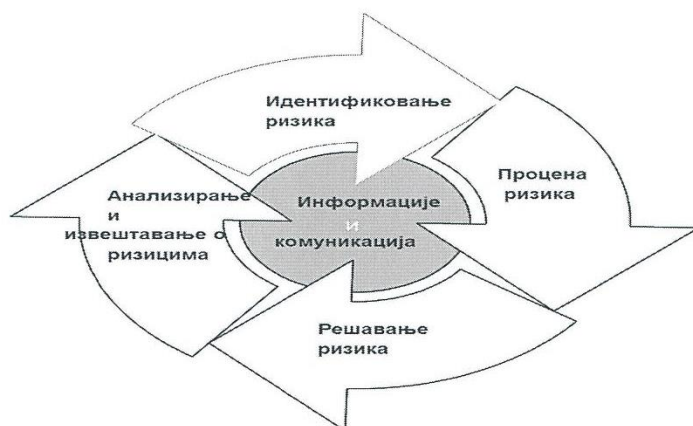 Идентификовање
ризика
Процена
ризика
Информације
и
комуникација
Решавање
ризика
Анализирање
и
извештавање о
ризицима